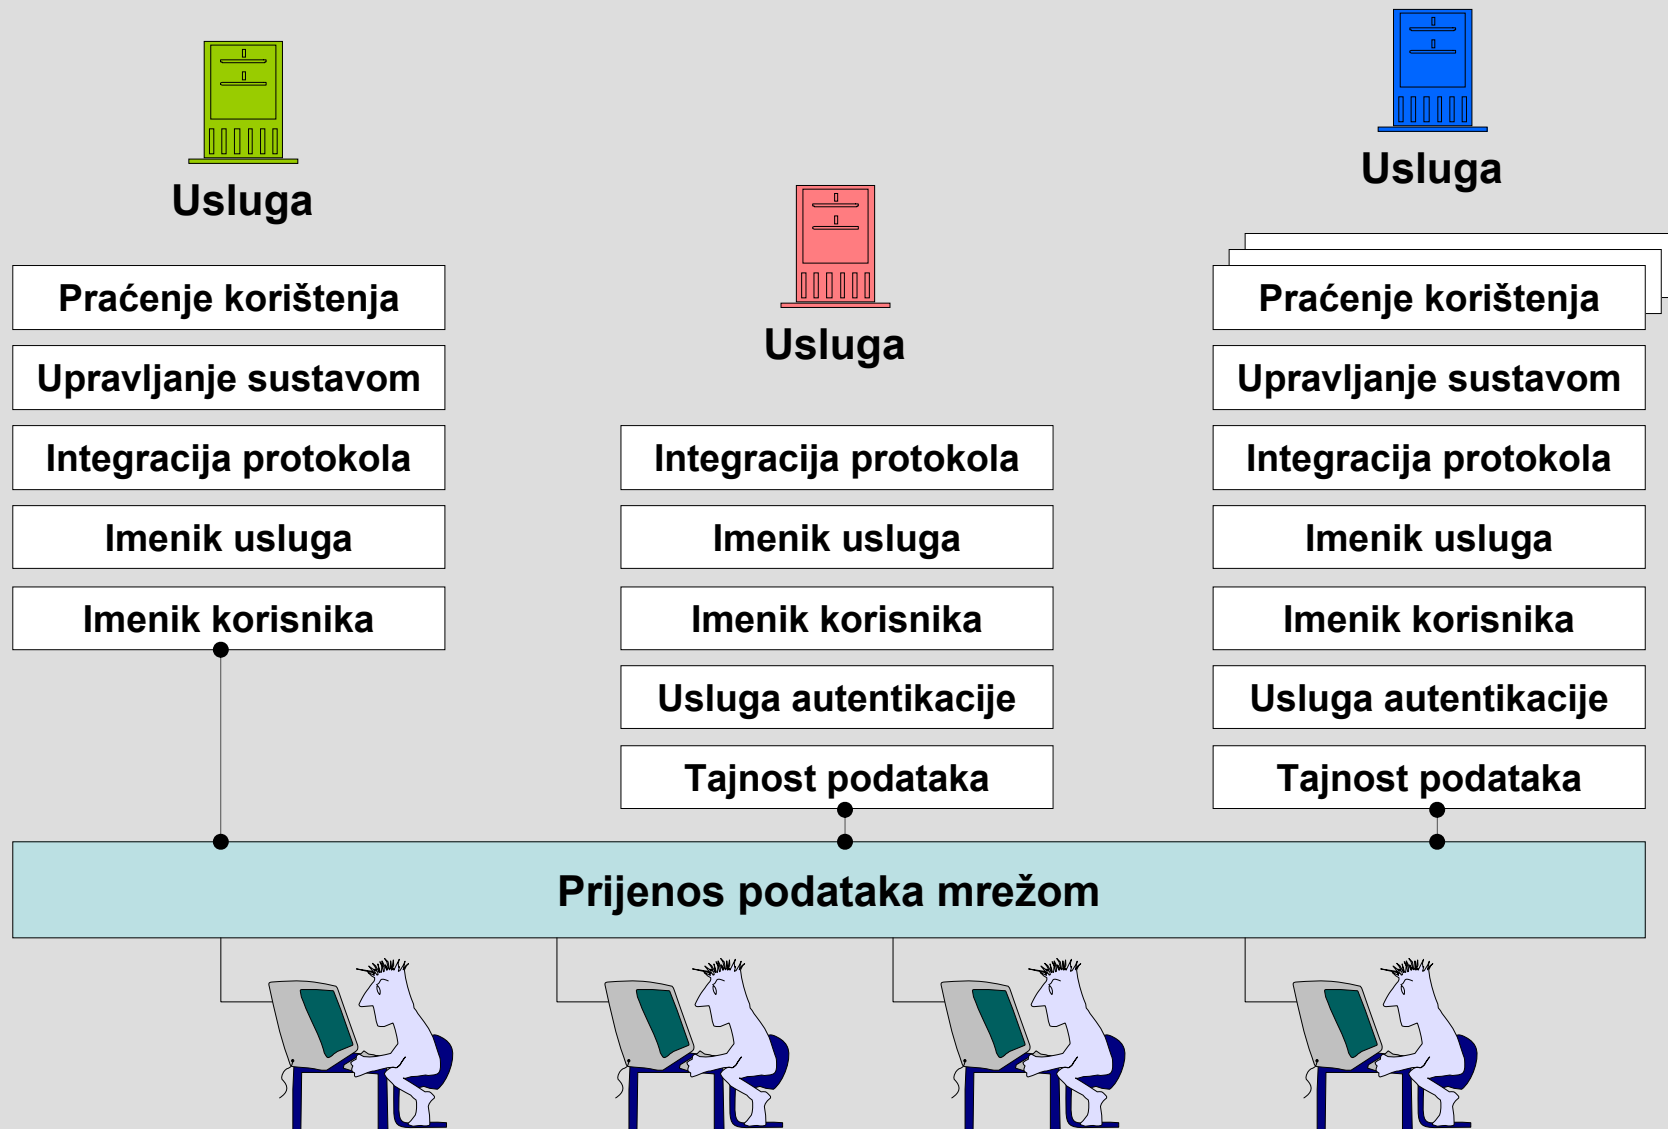 Usluga
Praćenje korištenja
Upravljanje sustavom
Integracija protokola
Imenik usluga
Imenik korisnika
Usluga
Integracija protokola
Imenik usluga
Imenik korisnika
Usluga autentikacije
Tajnost podataka
Usluga
Praćenje korištenja
Upravljanje sustavom
Integracija protokola
Imenik usluga
Imenik korisnika
Usluga autentikacije
Tajnost podataka
Prijenos podataka mrežom